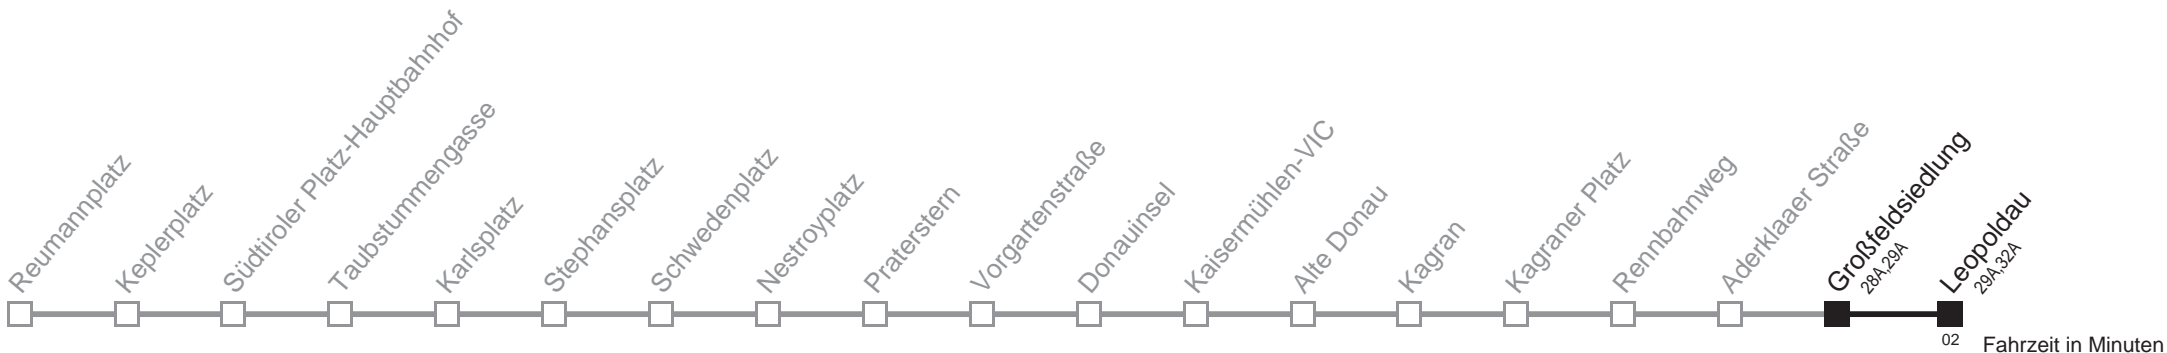 Reumannplatz
Keplerplatz
Südtiroler Platz-Hauptbahnhof
Taubstummengasse
Karlsplatz
Stephansplatz
Schwedenplatz
Nestroyplatz
Praterstern
Vorgartenstraße
Donauinsel
Kaisermühlen-VIC
Alte Donau
Kagran
Kagraner Platz
Rennbahnweg
Aderklaaer Straße
Großfeldsiedlung
28A,29A
Leopoldau
29A,32A
02
Fahrzeit in Minuten